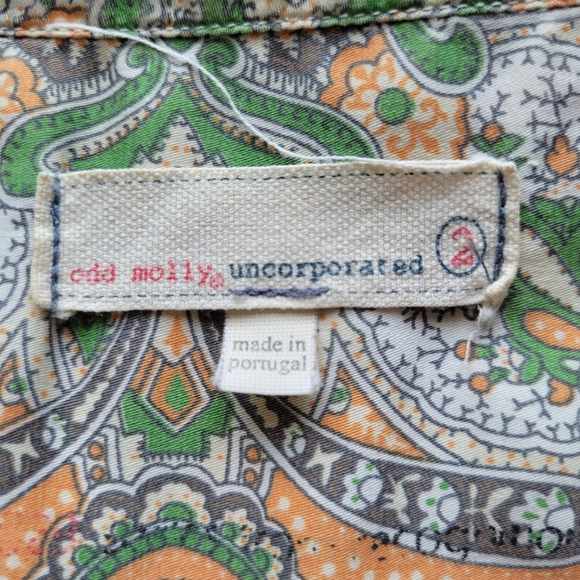 odd molly® uncorporated 2
made in
portugal